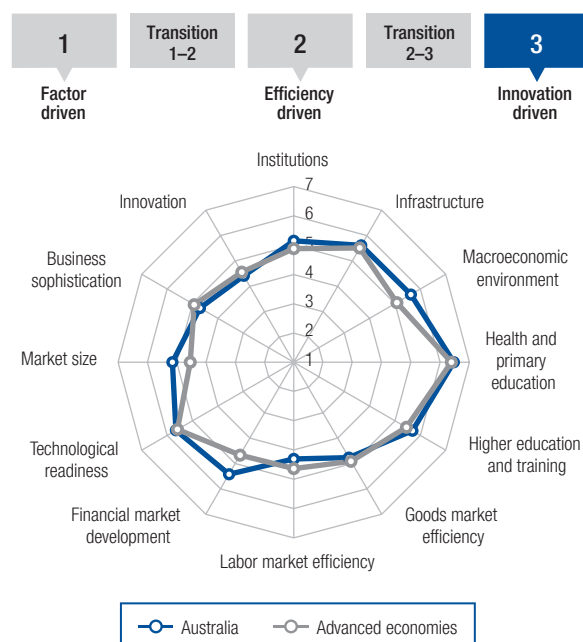 1
Transition
1–2
2
Transition
2–3
3
Factor
driven
Efficiency
driven
Innovation
driven
Institutions
Infrastructure
Macroeconomic
environment
Health and
primary
education
Higher education
and training
Goods market
efficiency
Labor market efficiency
Financial market
development
Technological
readiness
Market size
Business
sophistication
Innovation
7
6
5
4
3
2
1
Australia
Advanced economies